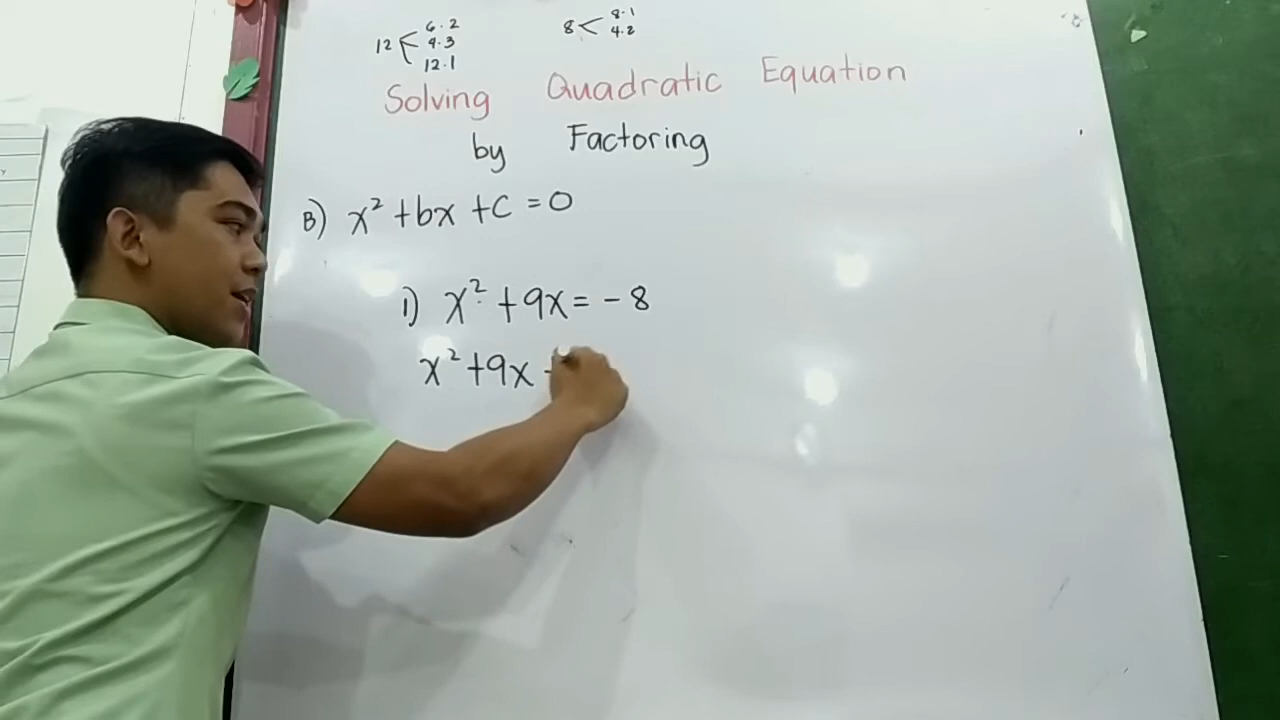 12 < 6·2
4·3
12·1
8 < 8·1
4·2
Solving Quadratic Equation
by Factoring
B) x² + bx + c = 0
1) x² + 9x = - 8
x² + 9x -